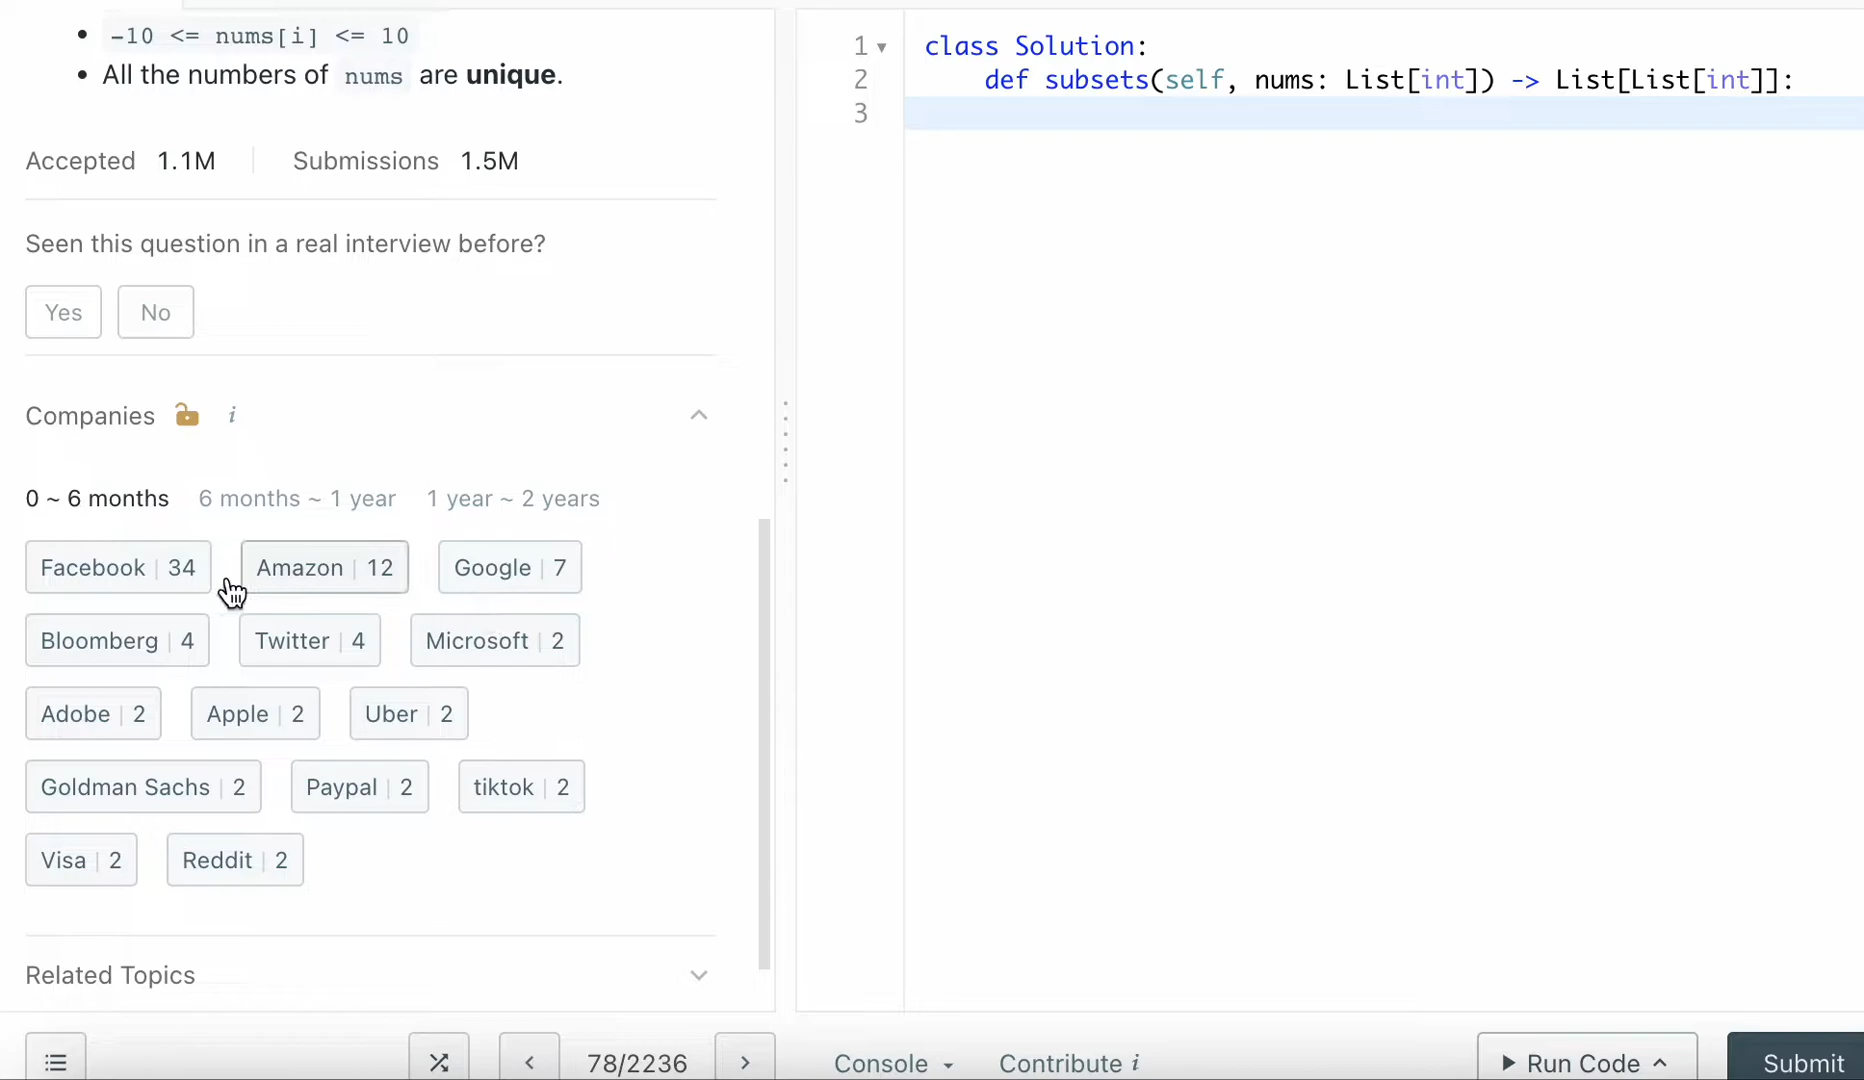 -10 <= nums[i] <= 10
All the numbers of nums are unique.
Accepted 1.1M Submissions 1.5M
Seen this question in a real interview before?
Yes No
Companies i
0 ~ 6 months 6 months ~ 1 year 1 year ~ 2 years
Facebook | 34 Amazon | 12 Google | 7
Bloomberg | 4 Twitter | 4 Microsoft | 2
Adobe | 2 Apple | 2 Uber | 2
Goldman Sachs | 2 Paypal | 2 tiktok | 2
Visa | 2 Reddit | 2
Related Topics
78/2236
1 class Solution:
2 def subsets(self, nums: List[int]) -> List[List[int]]:
3
Console Contribute i
Run Code Submit